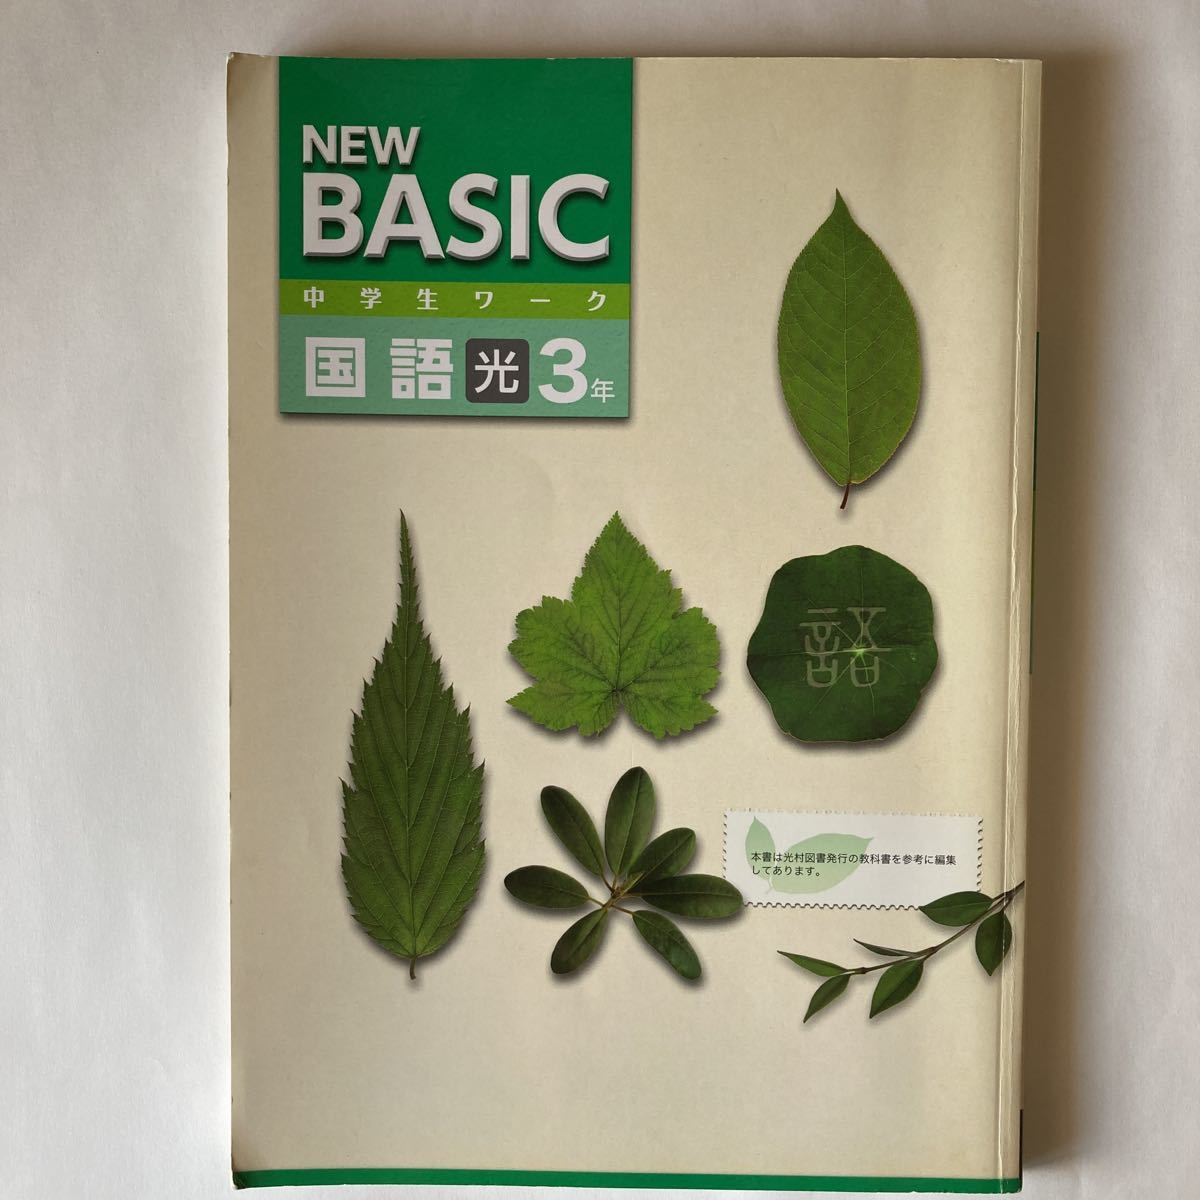 NEW
BASIC
中学生ワーク
国語 光 3年
語
本書は光村図書発行の教科書を参考に編集
してあります。